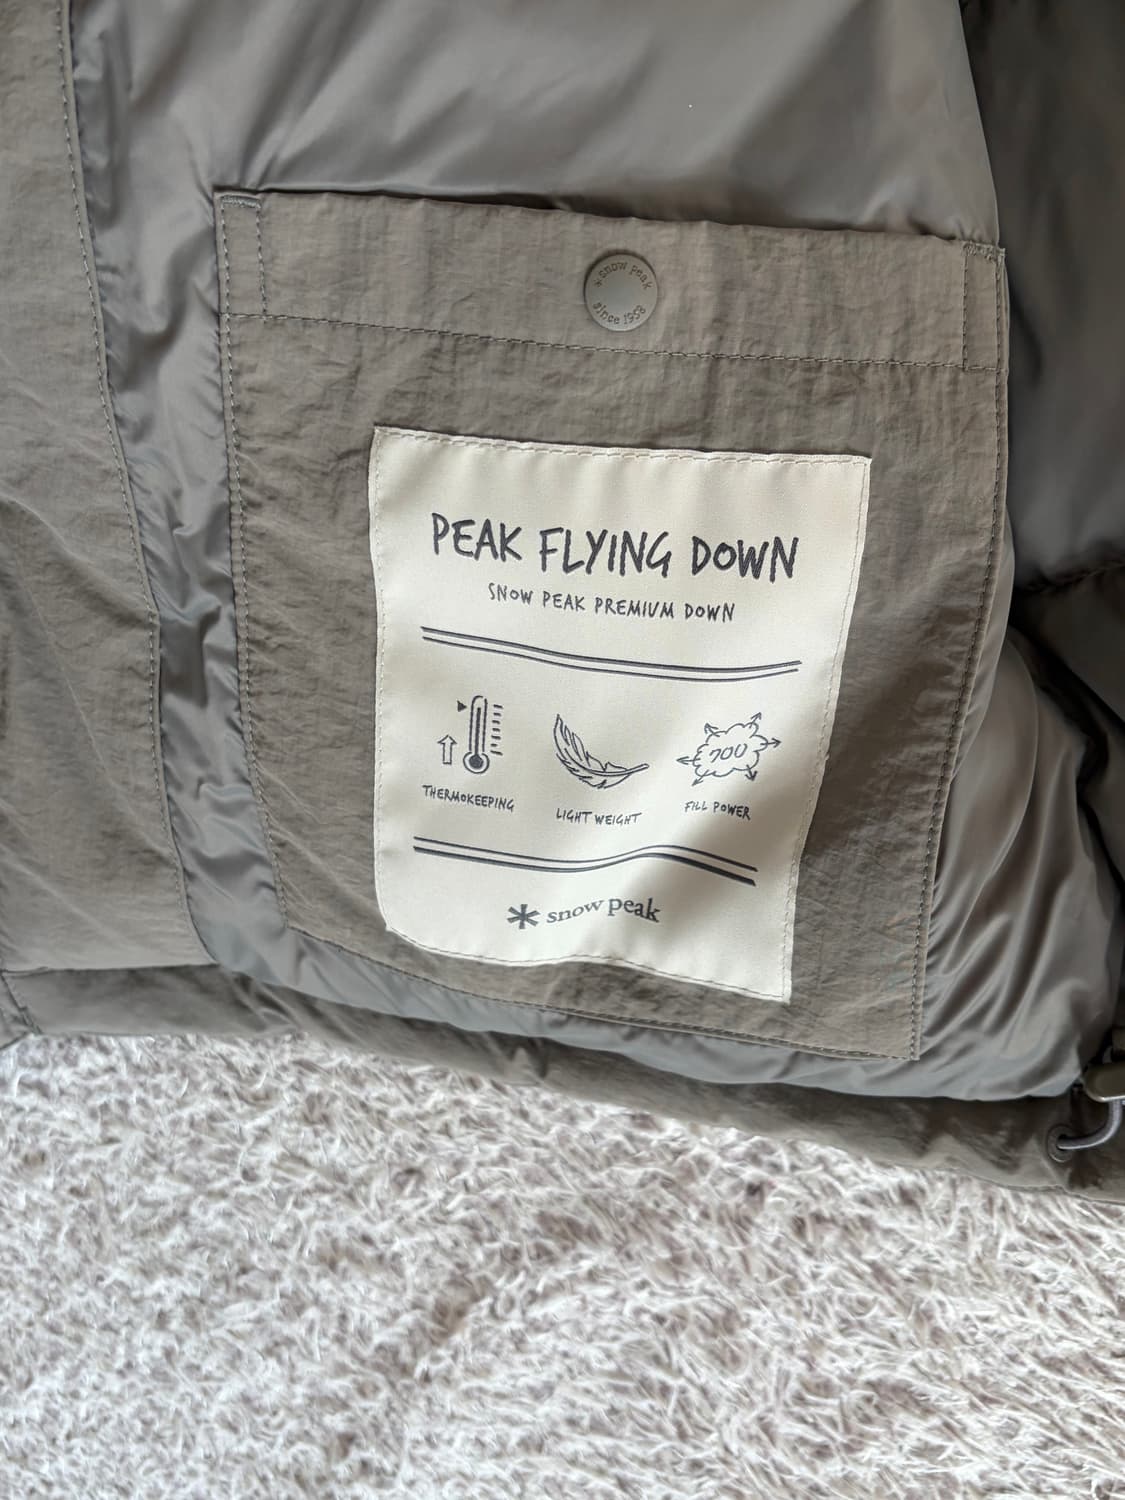 snow peak
since 1958
PEAK FLYING DOWN
SNOW PEAK PREMIUM DOWN
700
THERMOKEEPING
LIGHT WEIGHT
FILL POWER
snow peak